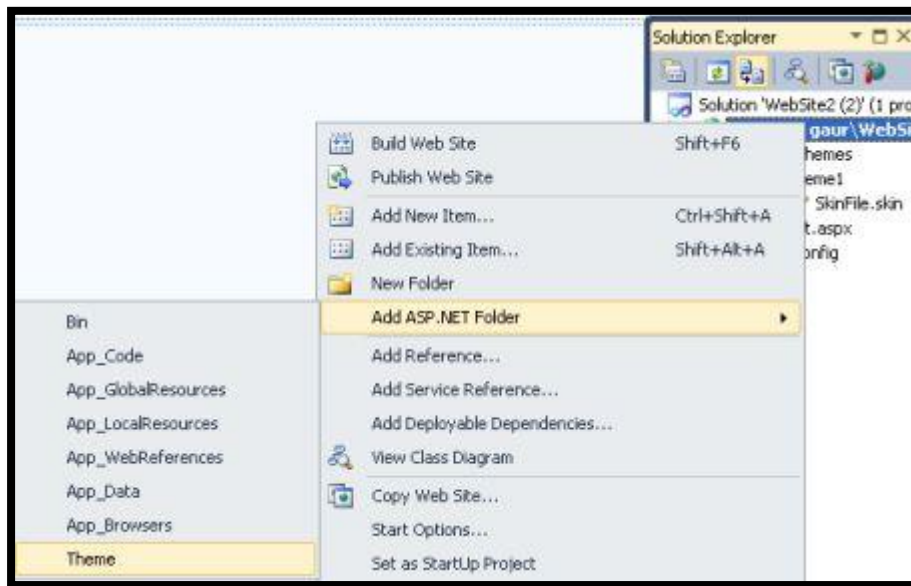 Solution Explorer
Solution 'WebSite2 (2)' (1 pro
gaur\WebSi
hemes
eme1
SkinFile.skin
t.aspx
onfig
Build Web Site Shift+F6
Publish Web Site
Add New Item... Ctrl+Shift+A
Add Existing Item... Shift+Alt+A
New Folder
Add ASP.NET Folder
Add Reference...
Add Service Reference...
Add Deployable Dependencies...
View Class Diagram
Copy Web Site...
Start Options...
Set as StartUp Project
Bin
App_Code
App_GlobalResources
App_LocalResources
App_WebReferences
App_Data
App_Browsers
Theme